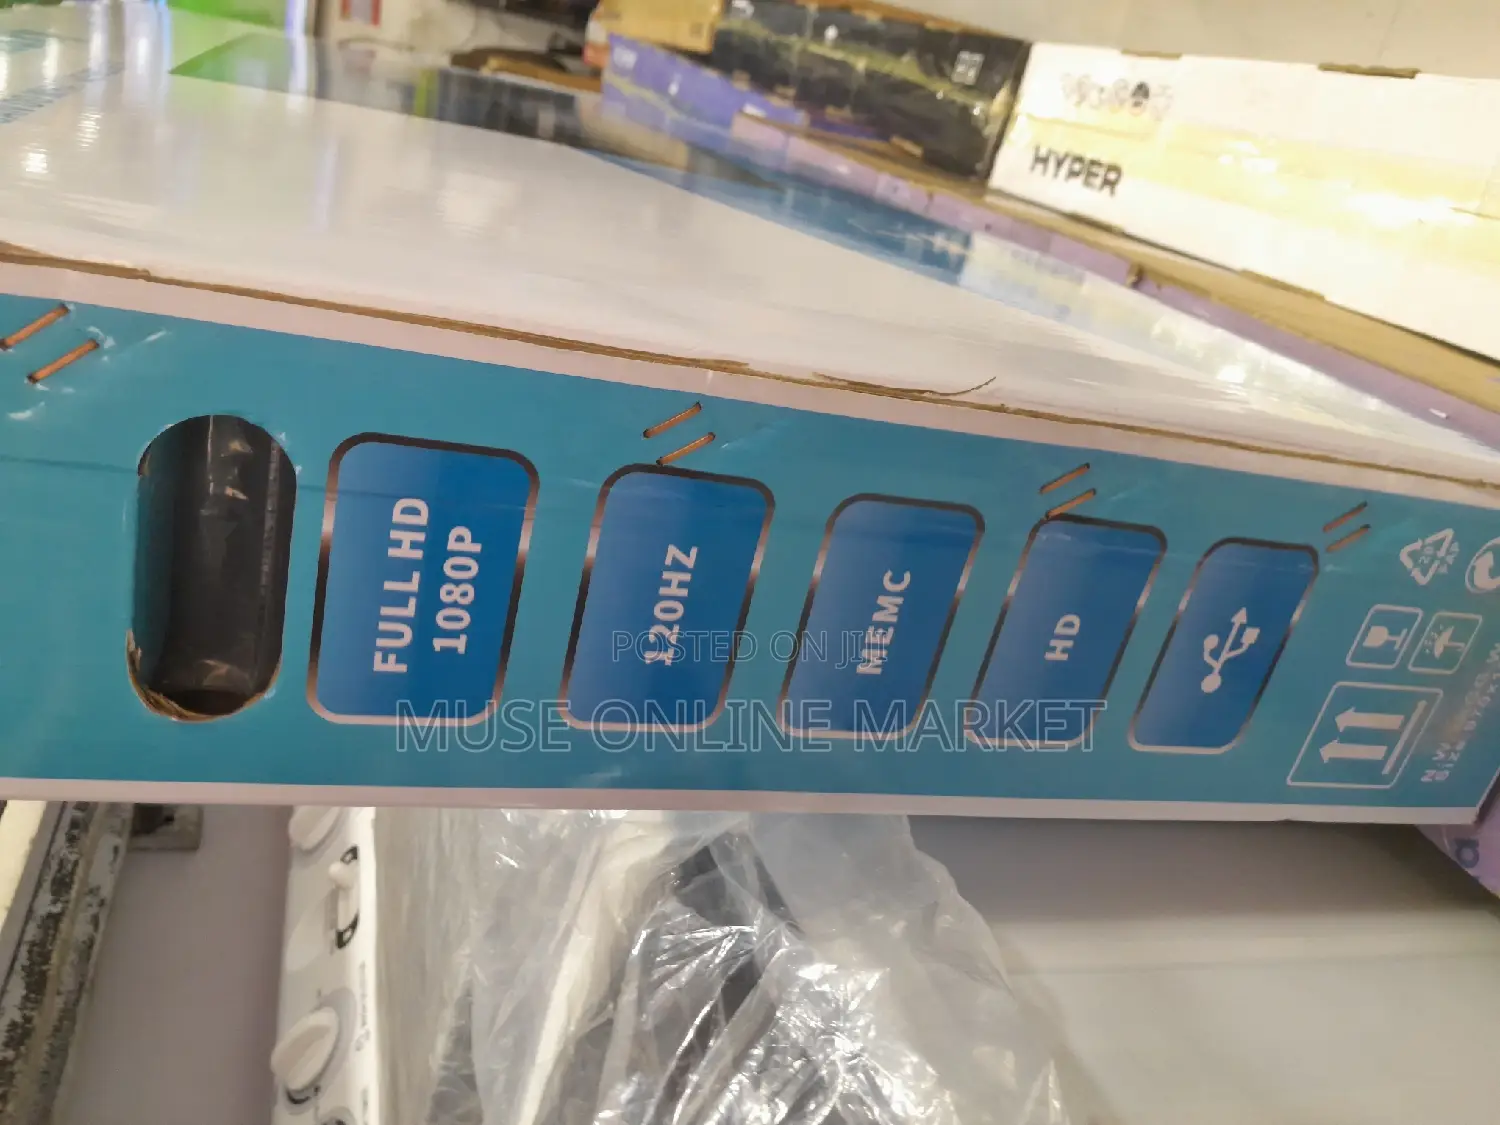 HYPER
FULL HD
1080P
120HZ
MEMC
HD
POSTED ON JIJI
MUSE ONLINE MARKET